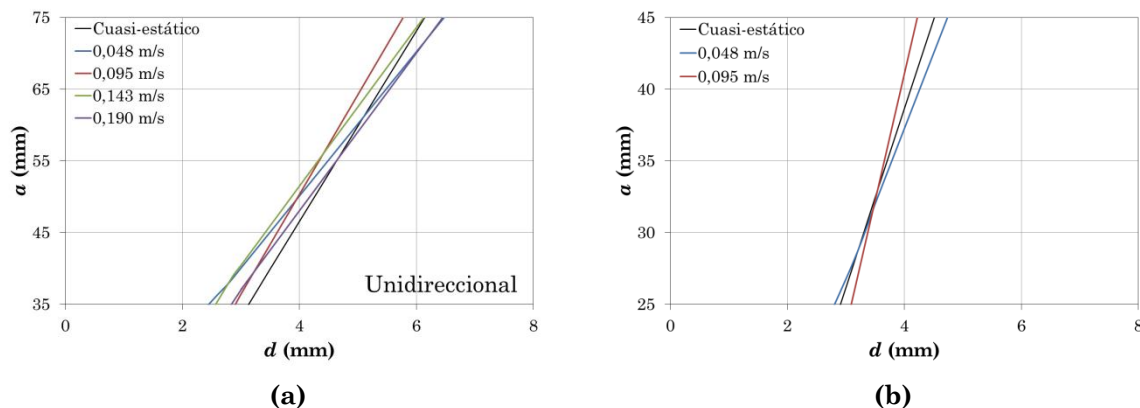 75
65
55
45
35
a (mm)
Cuasi-estático
0,048 m/s
0,095 m/s
0,143 m/s
0,190 m/s
Unidireccional
0 2 4 6 8
d (mm)
(a)
45
40
35
30
25
a (mm)
Cuasi-estático
0,048 m/s
0,095 m/s
0 2 4 6 8
d (mm)
(b)